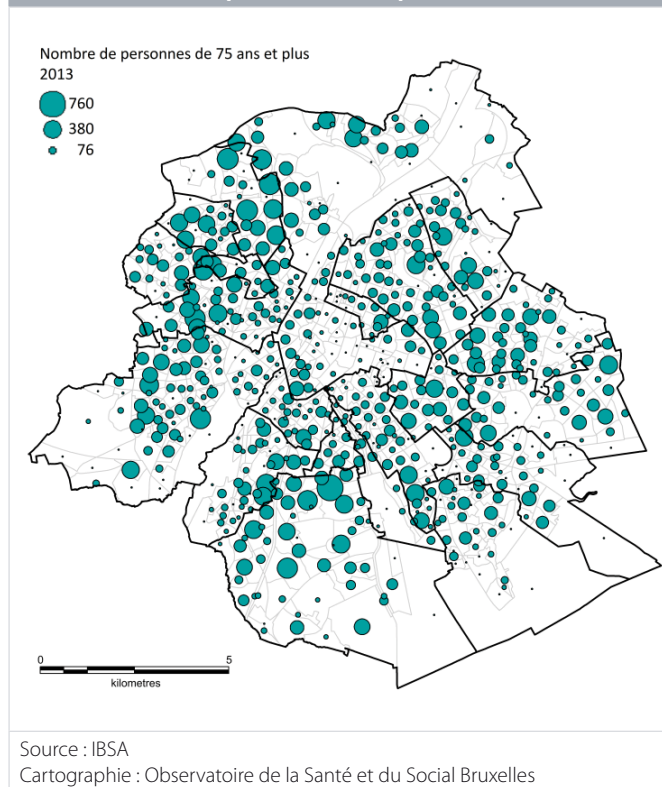 Nombre de personnes de 75 ans et plus
2013
760
380
76
0 5
kilometres
Source : IBSA
Cartographie : Observatoire de la Santé et du Social Bruxelles